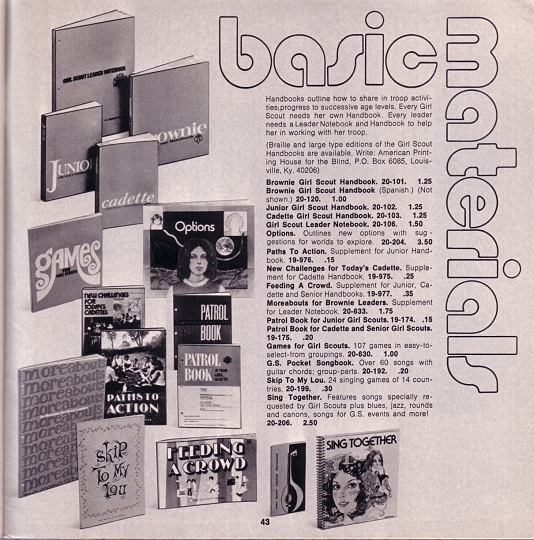 basic
materials
Handbooks outline how to share in troop activi-
ties,progress to successive age levels. Every Girl
Scout needs her own Handbook. Every leader
needs a Leader Notebook and Handbook to help
her in working with her troop.
(Braille and large type editions of the Girl Scout
Handbooks are available. Write: American Print-
ing House for the Blind, P.O. Box 6085, Louis-
ville, Ky. 40206)
Brownie Girl Scout Handbook. 20-101. 1.25
Brownie Girl Scout Handbook (Spanish.) (Not
shown.) 20-120. 1.00
Junior Girl Scout Handbook. 20-102. 1.25
Cadette Girl Scout Handbook. 20-103. 1.25
Girl Scout Leader Notebook. 20-106. 1.50
Options. Outlines new options with sug-
gestions for worlds to explore. 20-204. 3.50
Paths To Action. Supplement for Junior Hand-
book. 19-976. .15
New Challenges for Today's Cadette. Supple-
ment for Cadette Handbook. 19-975. .25
Feeding A Crowd. Supplement for Junior, Ca-
dette and Senior Handbooks. 19-977. .35
Moreabouts for Brownie Leaders. Supplement
for Leader Notebook. 20-633. 1.75
Patrol Book for Junior Girl Scouts. 19-174. .15
Patrol Book for Cadette and Senior Girl Scouts.
19-175. .20
Games for Girl Scouts. 107 games in easy-to-
select-from groupings. 20-630. 1.00
G.S. Pocket Songbook. Over 60 songs with
guitar chords; group-parts. 20-192. .20
Skip To My Lou. 24 singing games of 14 coun-
tries. 20-199. .30
Sing Together. Features songs specially re-
quested by Girl Scouts plus blues, jazz, rounds
and canons, songs for G.S. events and more!
20-206. 2.50
GIRL SCOUT LEADER NOTEBOOK
Brownie
JUNIOR
cadette
Options
GAMES
NEW CHALLENGES
FOR
TODAY'S
CADETTES
PATROL
BOOK
PATROL
BOOK
PATHS TO
ACTION
moreabouts
moreabouts
moreabouts
moreabouts
moreabouts
moreabouts
SKIP
TO MY
LOU
FEEDING
A CROWD
SING TOGETHER
43